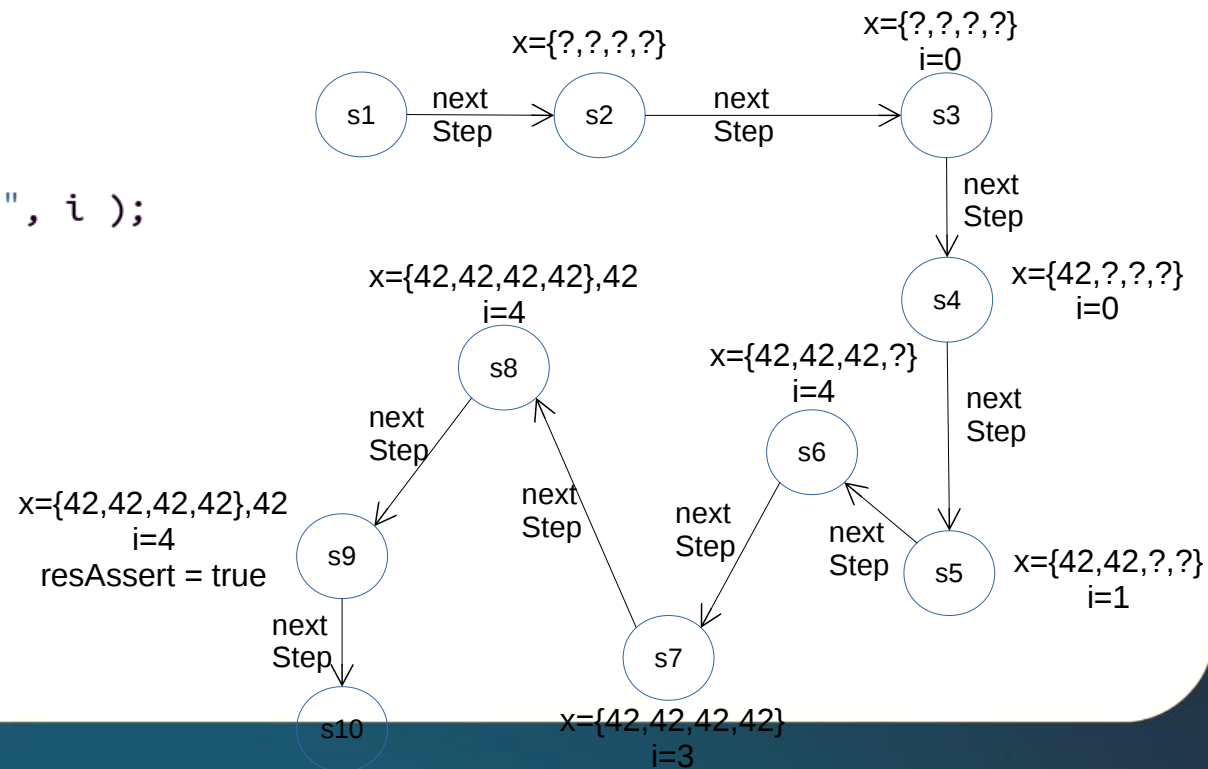 x={?,?,?,?}
x={?,?,?,?}
i=0
s1
next
Step
s2
next
Step
s3
next
Step
", i );
x={42,?,?,?}
i=0
s4
x={42,42,42,42},42
i=4
s8
x={42,42,42,?}
i=4
s6
next
Step
next
Step
x={42,42,42,42},42
i=4
resAssert = true
s9
next
Step
next
Step
next
Step
s5
x={42,42,?,?}
i=1
next
Step
s7
s10
x={42,42,42,42}
i=3